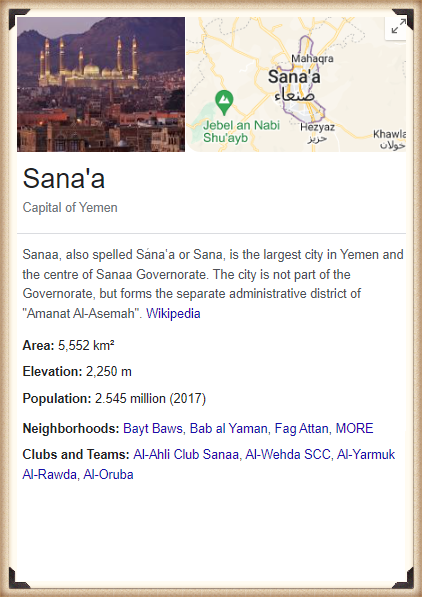 Mahaqra
Sana'a
صنعاء
Jebel an Nabi
Shu'ayb
Hezyaz
حزيز
Khawla
خولان
Sana'a
Capital of Yemen
Sanaa, also spelled Sanaʽa or Sana, is the largest city in Yemen and
the centre of Sanaa Governorate. The city is not part of the
Governorate, but forms the separate administrative district of
"Amanat Al-Asemah". Wikipedia
Area: 5,552 km²
Elevation: 2,250 m
Population: 2.545 million (2017)
Neighborhoods: Bayt Baws, Bab al Yaman, Fag Attan, MORE
Clubs and Teams: Al-Ahli Club Sanaa, Al-Wehda SCC, Al-Yarmuk
Al-Rawda, Al-Oruba